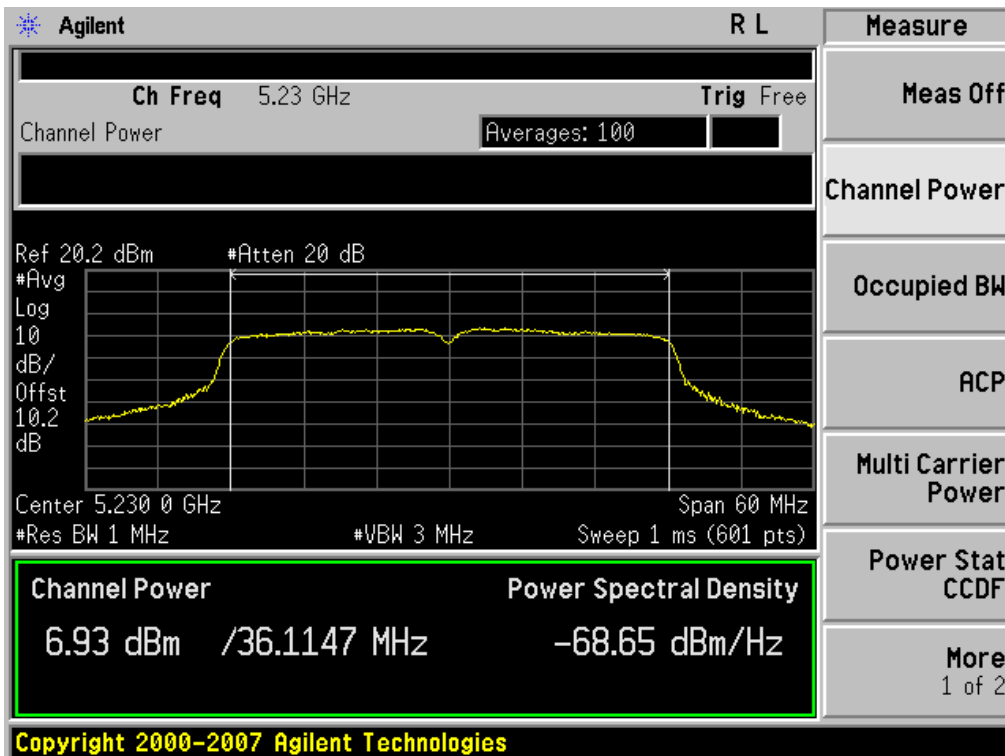 Agilent
R L
Ch Freq 5.23 GHz
Trig Free
Channel Power
Averages: 100
Ref 20.2 dBm
#Atten 20 dB
#Avg
Log
10
dB/
Offst
10.2
dB
Center 5.230 0 GHz
Span 60 MHz
#Res BW 1 MHz
#VBW 3 MHz
Sweep 1 ms (601 pts)
Channel Power
Power Spectral Density
6.93 dBm /36.1147 MHz
-68.65 dBm/Hz
Copyright 2000-2007 Agilent Technologies
Measure
Meas Off
Channel Power
Occupied BW
ACP
Multi Carrier
Power
Power Stat
CCDF
More
1 of 2